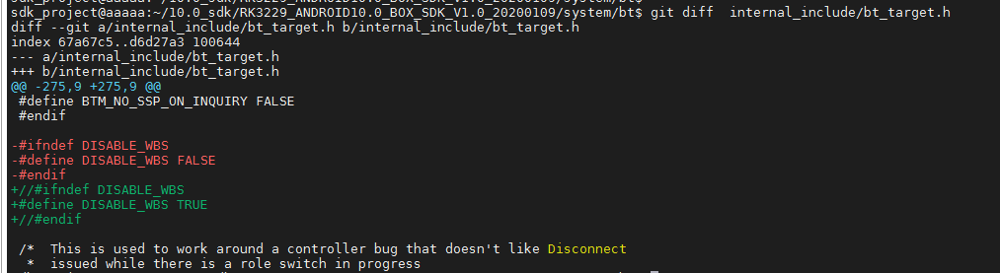 sdk_project@aaaaa:~/10.0_sdk/RK3229_ANDROID10.0_BOX_SDK_V1.0_20200109/system/bt$ git diff  internal_include/bt_target.h
diff --git a/internal_include/bt_target.h b/internal_include/bt_target.h
index 67a67c5..d6d27a3 100644
--- a/internal_include/bt_target.h
+++ b/internal_include/bt_target.h
@@ -275,9 +275,9 @@
 #define BTM_NO_SSP_ON_INQUIRY FALSE
 #endif

-#ifndef DISABLE_WBS
-#define DISABLE_WBS FALSE
-#endif
+//#ifndef DISABLE_WBS
+#define DISABLE_WBS TRUE
+//#endif

 /*  This is used to work around a controller bug that doesn't like Disconnect
  *  issued while there is a role switch in progress